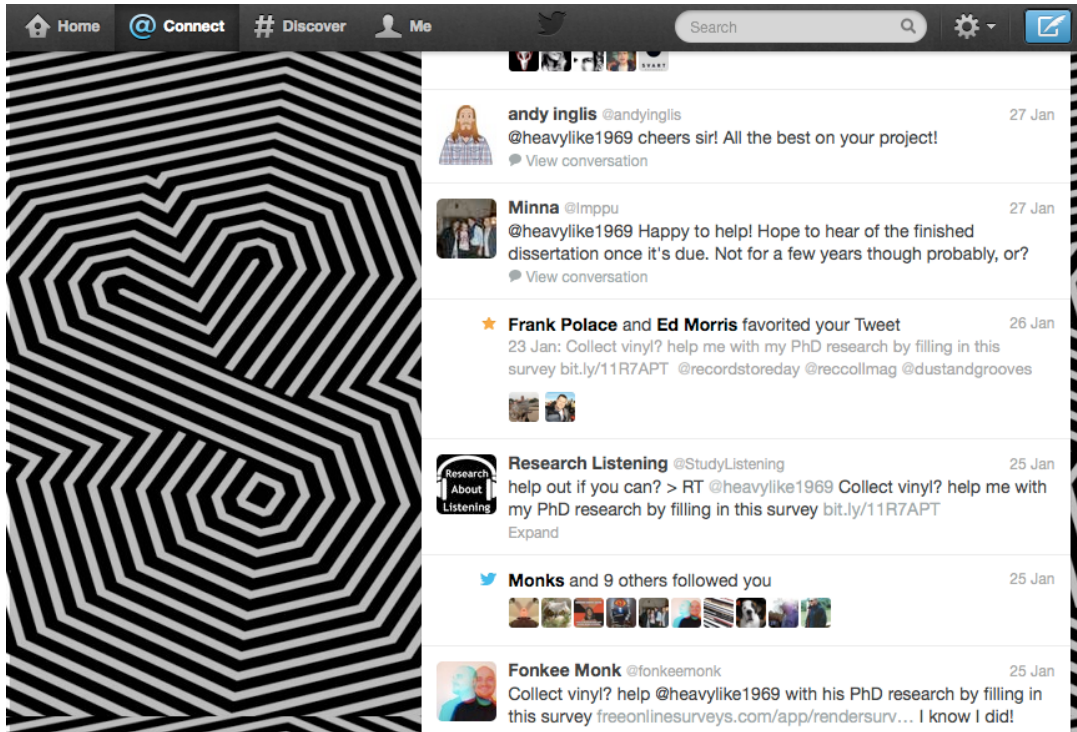 Home @ Connect # Discover Me Search
SVART
andy inglis @andyinglis 27 Jan
@heavylike1969 cheers sir! All the best on your project!
View conversation
Minna @Imppu 27 Jan
@heavylike1969 Happy to help! Hope to hear of the finished
dissertation once it's due. Not for a few years though probably, or?
View conversation
Frank Polace and Ed Morris favorited your Tweet 26 Jan
23 Jan: Collect vinyl? help me with my PhD research by filling in this
survey bit.ly/11R7APT @recordstoreday @reccollmag @dustandgrooves
Research
About
Listening
Research Listening @StudyListening 25 Jan
help out if you can? > RT @heavylike1969 Collect vinyl? help me with
my PhD research by filling in this survey bit.ly/11R7APT
Expand
Monks and 9 others followed you 25 Jan
Fonkee Monk @fonkeemonk 25 Jan
Collect vinyl? help @heavylike1969 with his PhD research by filling in
this survey freeonlinesurveys.com/app/rendersurv... I know I did!